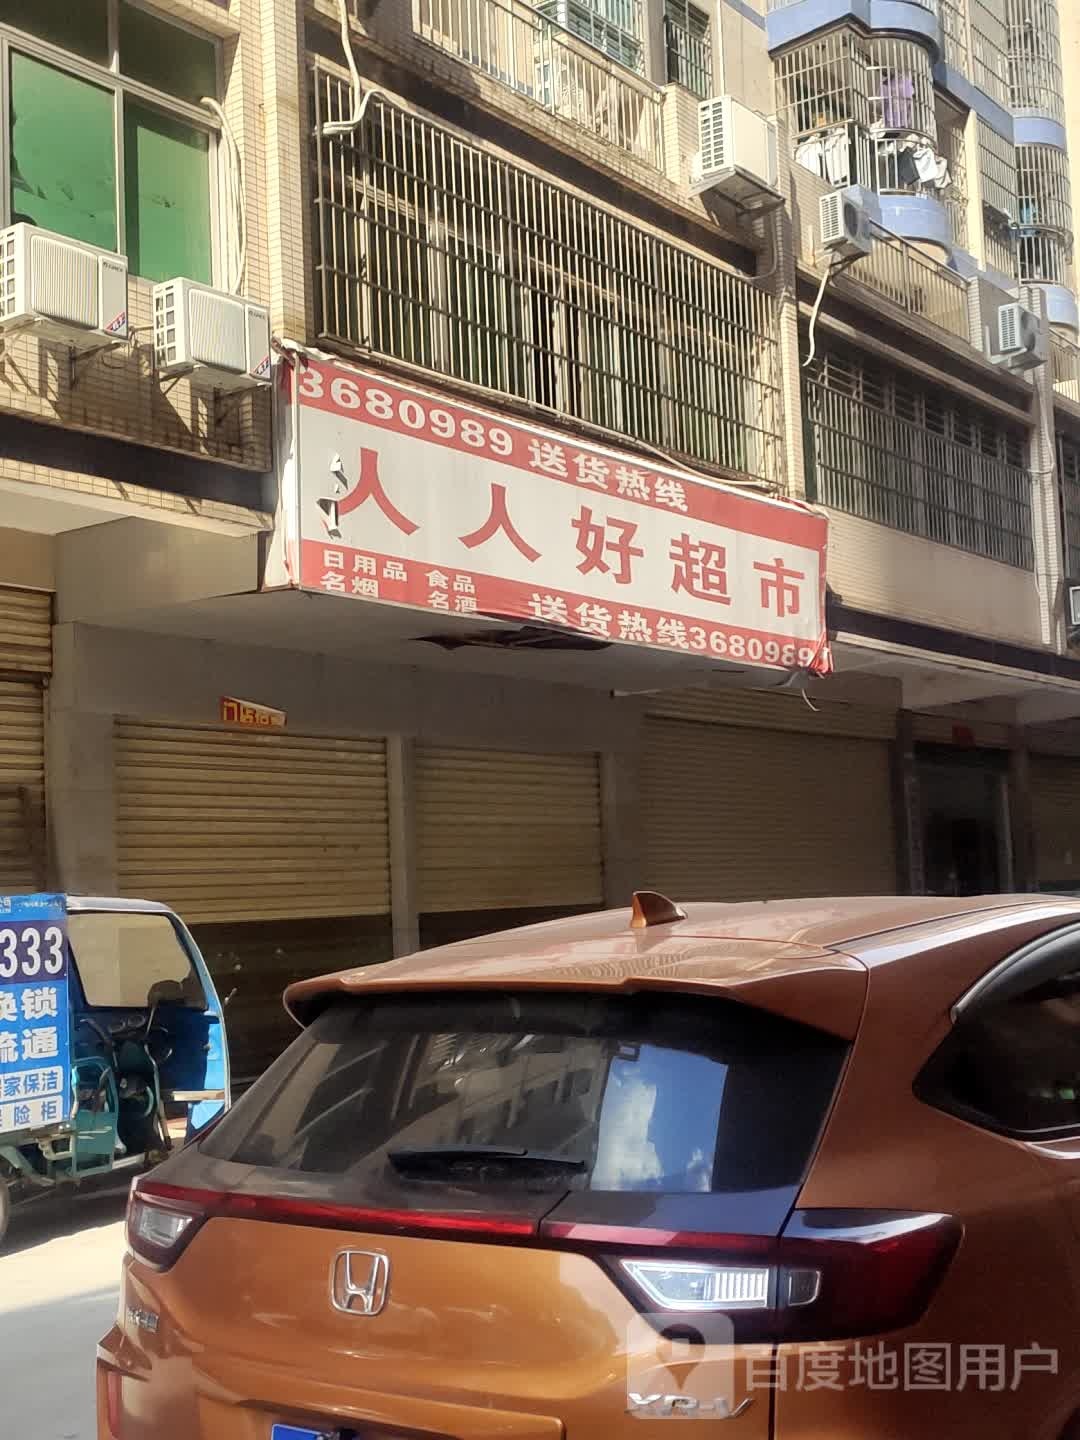 3680989 送货热线
人人好超市
日用品 食品
名烟 名酒
送货热线3680989
333
换锁
疏通
居家保洁
险柜
XR-V
百度地图用户